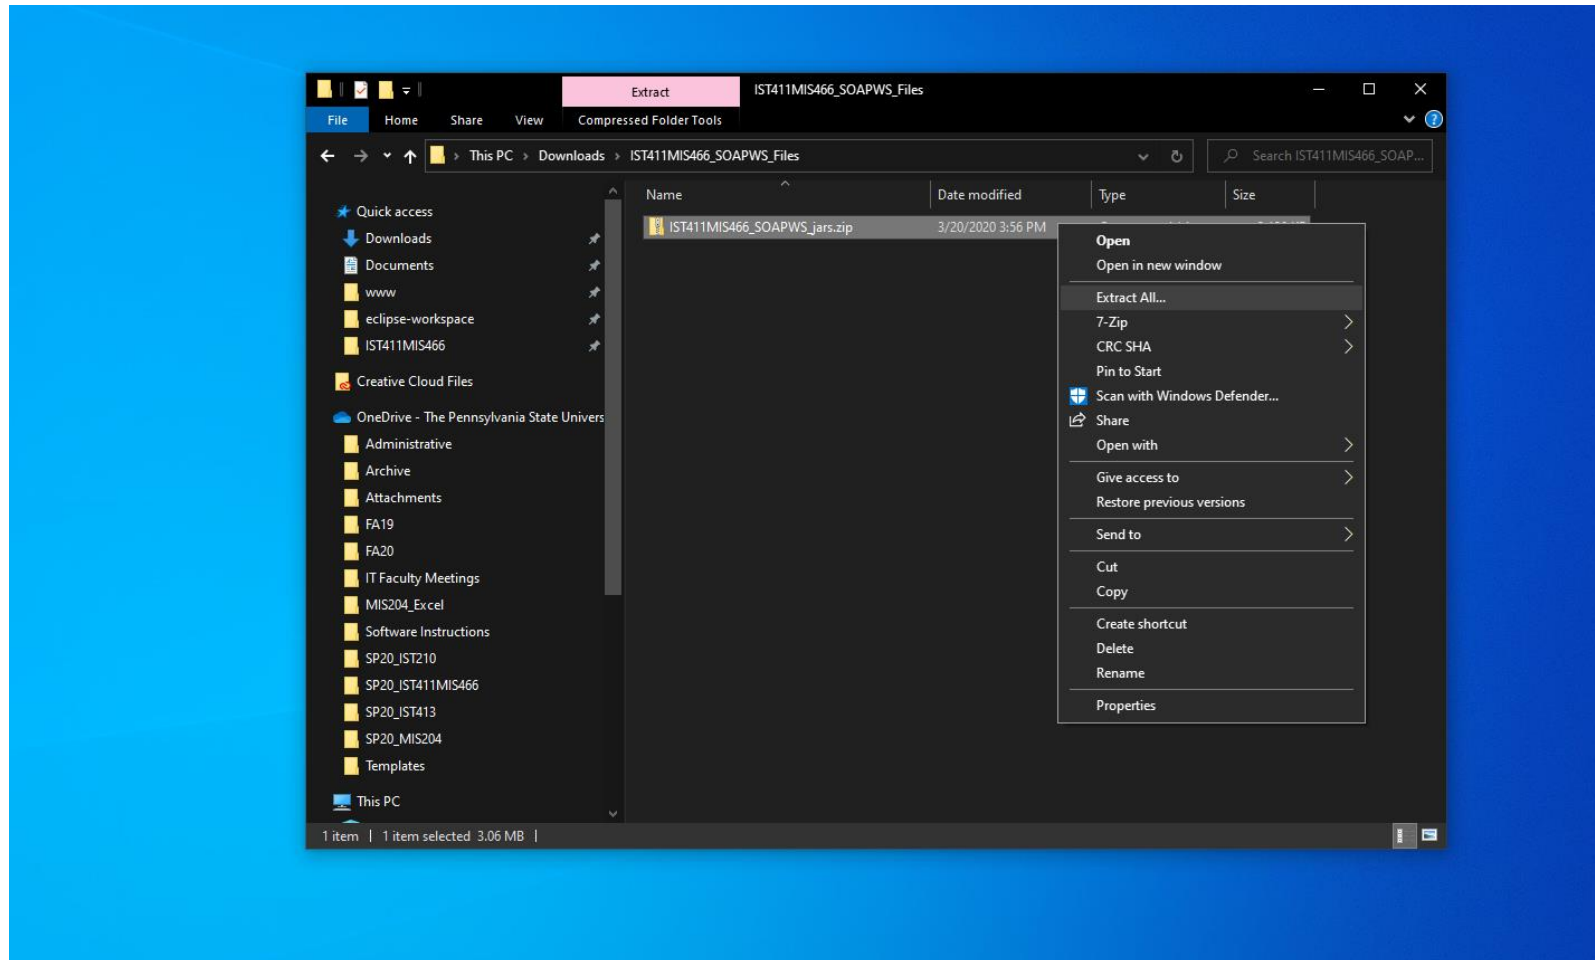 Extract
IST411MIS466_SOAPWS_Files
File Home Share View Compressed Folder Tools
This PC > Downloads > IST411MIS466_SOAPWS_Files
Search IST411MIS466_SOAP...
Name Date modified Type Size
IST411MIS466_SOAPWS_jars.zip 3/20/2020 3:56 PM
Quick access
Downloads
Documents
www
eclipse-workspace
IST411MIS466
Creative Cloud Files
OneDrive - The Pennsylvania State Univers
Administrative
Archive
Attachments
FA19
FA20
IT Faculty Meetings
MIS204_Excel
Software Instructions
SP20_IST210
SP20_IST411MIS466
SP20_IST413
SP20_MIS204
Templates
This PC
Open
Open in new window
Extract All...
7-Zip
CRC SHA
Pin to Start
Scan with Windows Defender...
Share
Open with
Give access to
Restore previous versions
Send to
Cut
Copy
Create shortcut
Delete
Rename
Properties
1 item | 1 item selected 3.06 MB |